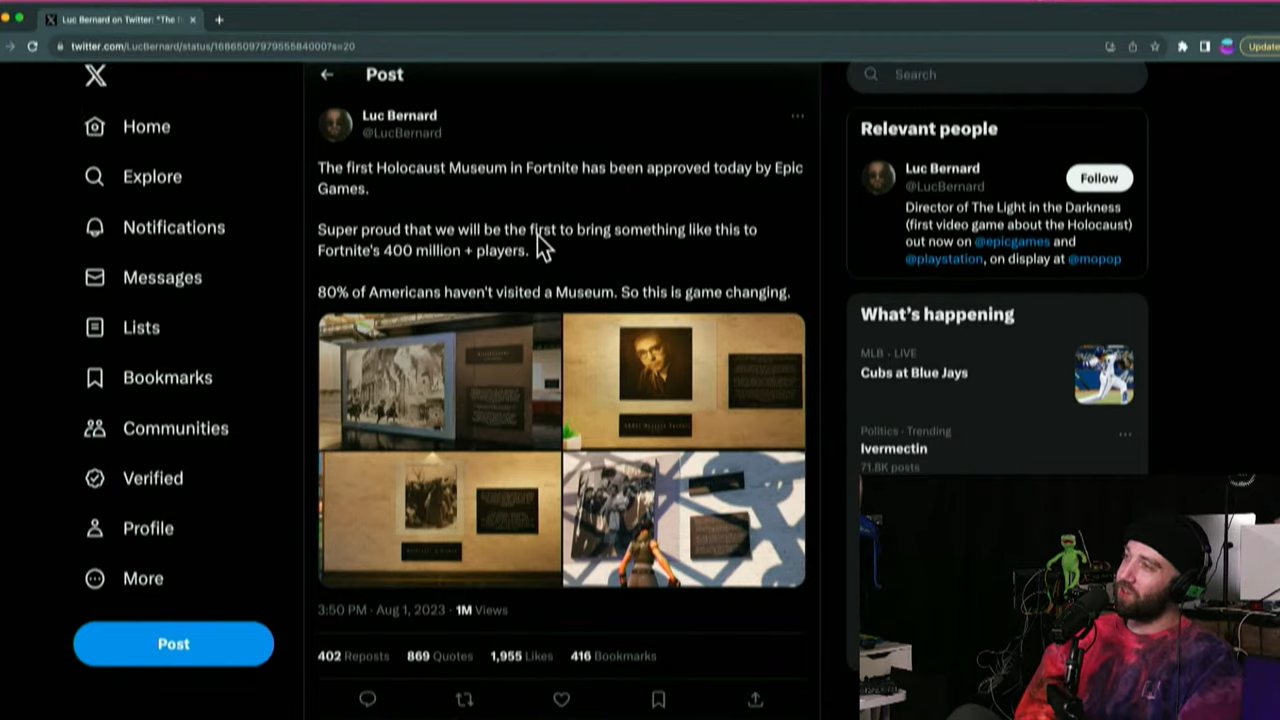 Luc Bernard on Twitter: "The f
twitter.com/LucBernard/status/1686509797955584000?s=20
Update
Home
Explore
Notifications
Messages
Lists
Bookmarks
Communities
Verified
Profile
More
Post
Post
Luc Bernard
@LucBernard
The first Holocaust Museum in Fortnite has been approved today by Epic
Games.
Super proud that we will be the first to bring something like this to
Fortnite's 400 million + players.
80% of Americans haven't visited a Museum. So this is game changing.
3:50 PM · Aug 1, 2023 · 1M Views
402 Reposts 869 Quotes 1,955 Likes 416 Bookmarks
Search
Relevant people
Luc Bernard
@LucBernard
Follow
Director of The Light in the Darkness
(first video game about the Holocaust)
out now on @epicgames and
@playstation, on display at @mopop
What's happening
MLB · LIVE
Cubs at Blue Jays
Politics · Trending
Ivermectin
71.8K posts